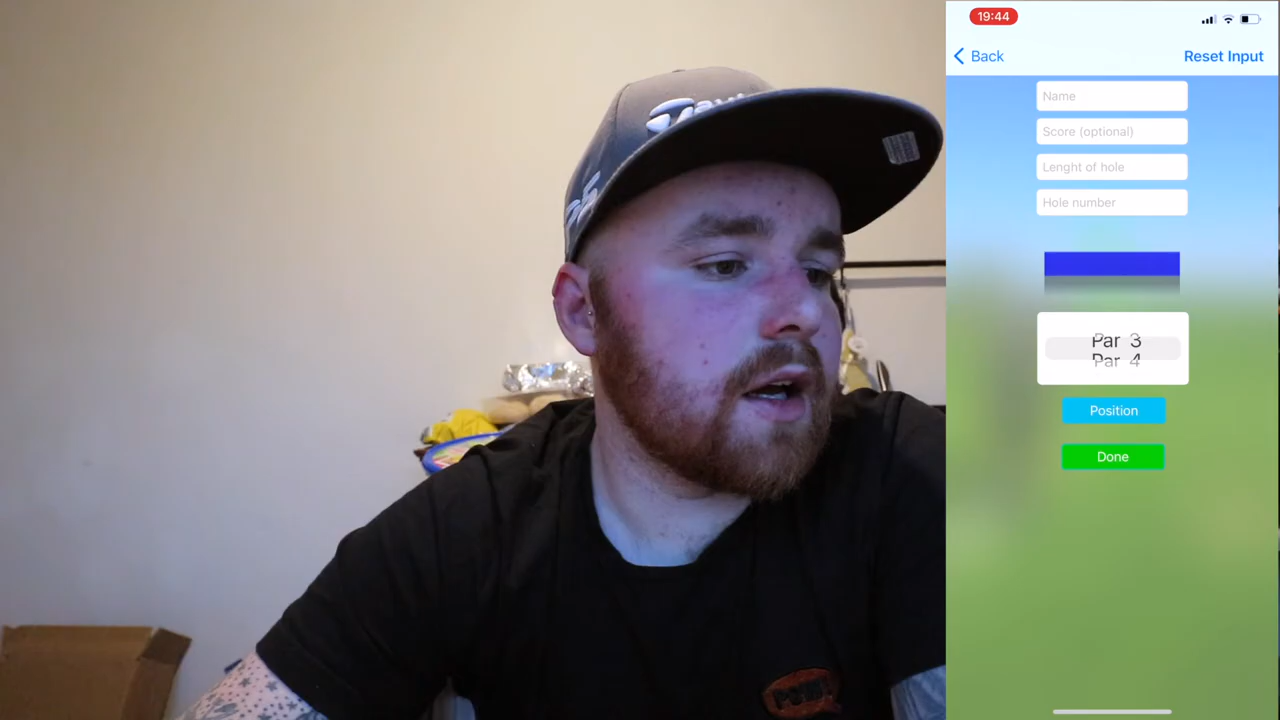 19:44
Back
Reset Input
Name
Score (optional)
Lenght of hole
Hole number
Par 3
Par 4
Position
Done